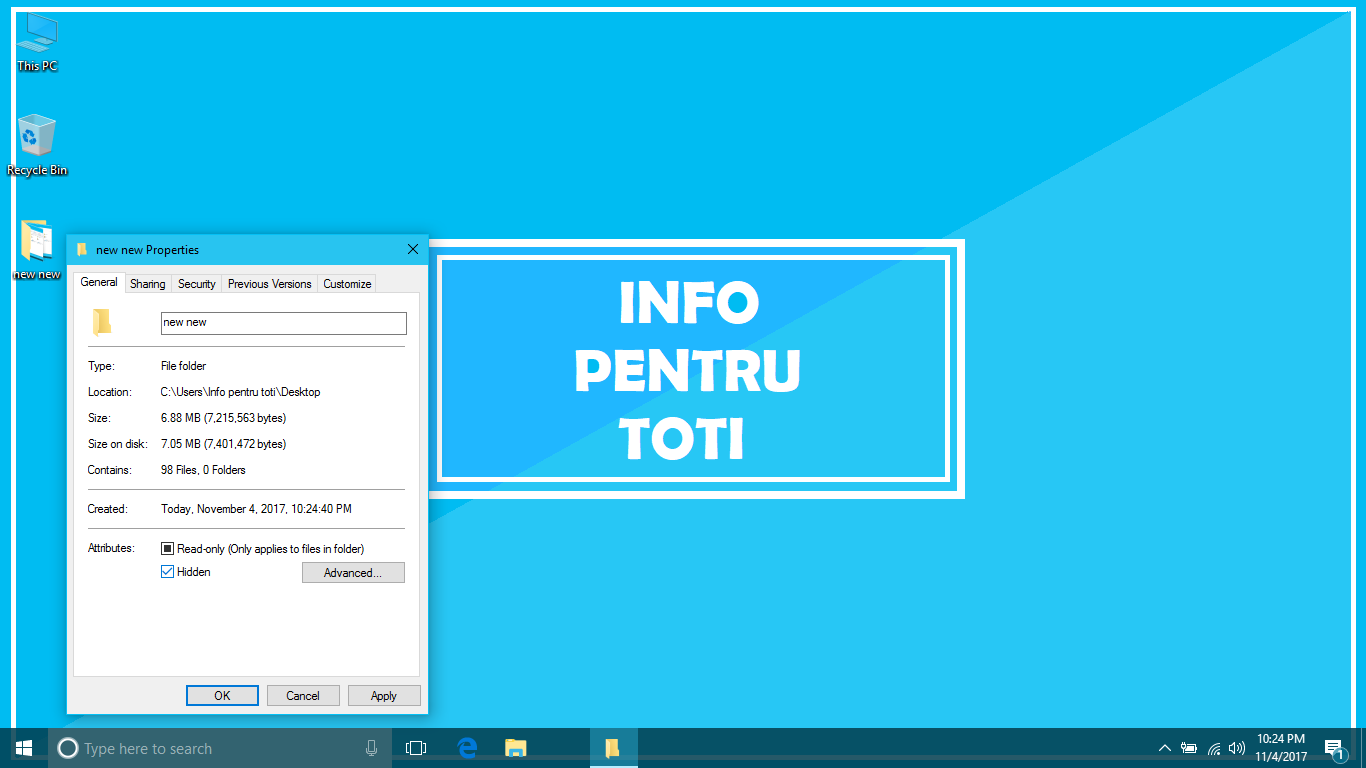 This PC
Recycle Bin
new new
new new Properties
General Sharing Security Previous Versions Customize
new new
Type: File folder
Location: C:\Users\Info pentru toti\Desktop
Size: 6.88 MB (7,215,563 bytes)
Size on disk: 7.05 MB (7,401,472 bytes)
Contains: 98 Files, 0 Folders
Created: Today, November 4, 2017, 10:24:40 PM
Attributes: Read-only (Only applies to files in folder)
Hidden Advanced...
OK Cancel Apply
INFO
PENTRU
TOTI
Type here to search
10:24 PM
11/4/2017
1